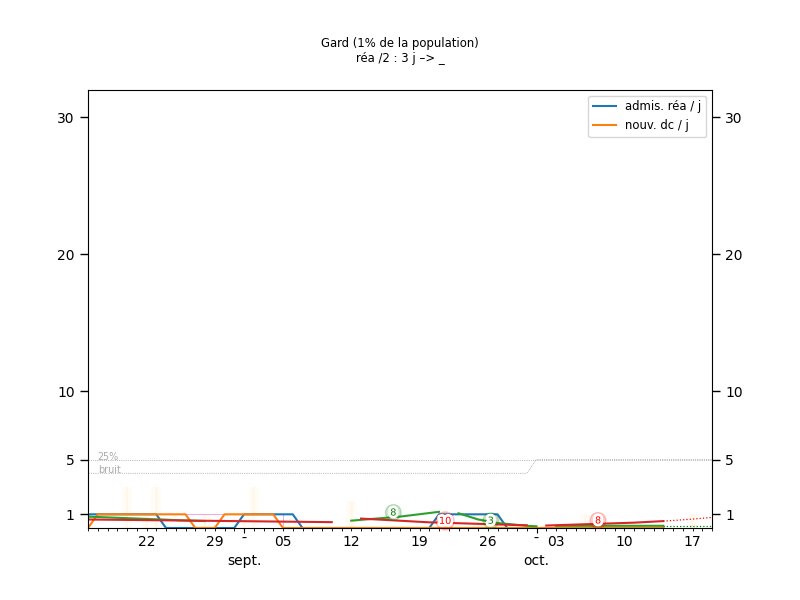 Gard (1% de la population)
réa /2 : 3 j –> _
admis. réa / j
nouv. dc / j
30 30
20 20
10 10
5 5
1 1
25%
bruit
8 10 3 8
22 29 - 05 12 19 26 - 03 10 17
sept. oct.